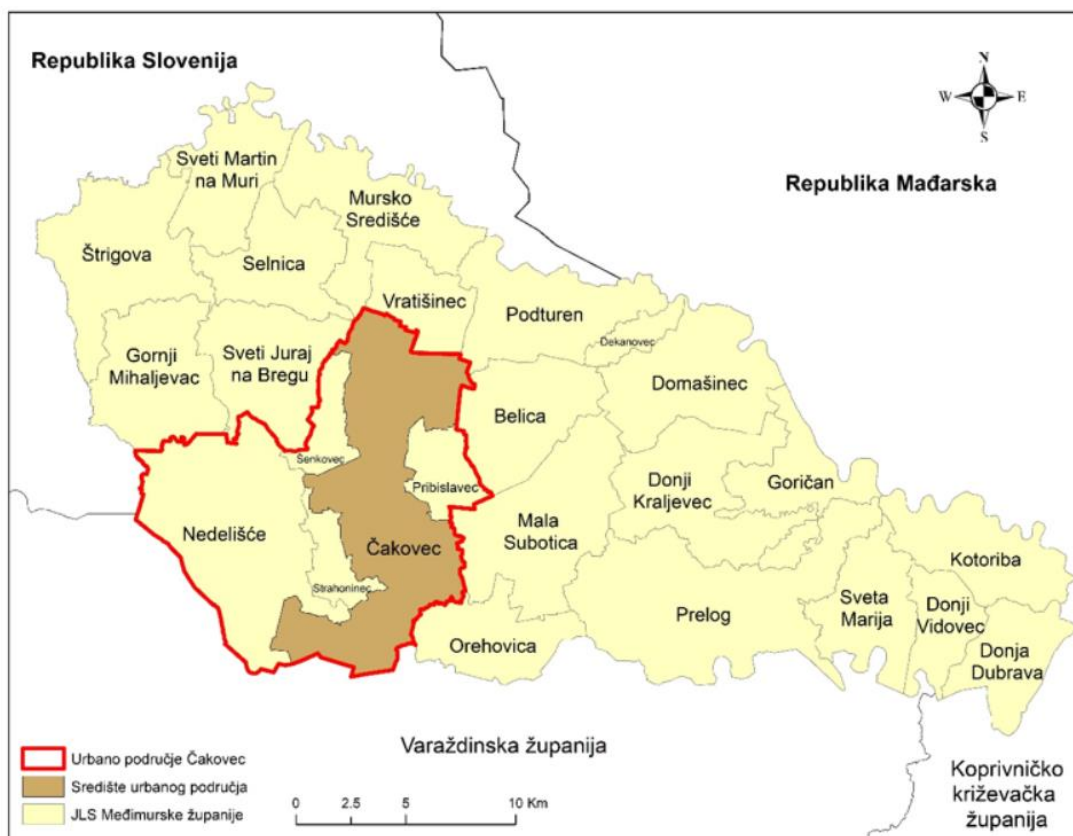 Republika Slovenija
N
W E
S
Republika Mađarska
Sveti Martin
na Muri
Mursko
Središće
Štrigova
Selnica
Vratišinec
Podturen
Dekanovec
Gornji
Mihaljevac
Sveti Juraj
na Bregu
Domašinec
Belica
Šenkovec
Pribislavec
Donji
Kraljevec
Goričan
Nedelišće
Čakovec
Mala
Subotica
Kotoriba
Strahoninec
Prelog
Sveta
Marija
Donji
Vidovec
Orehovica
Donja
Dubrava
Varaždinska županija
Koprivničko
križevačka
županija
Urbano područje Čakovec
Središte urbanog područja
JLS Međimurske županije
0 2.5 5 10 Km